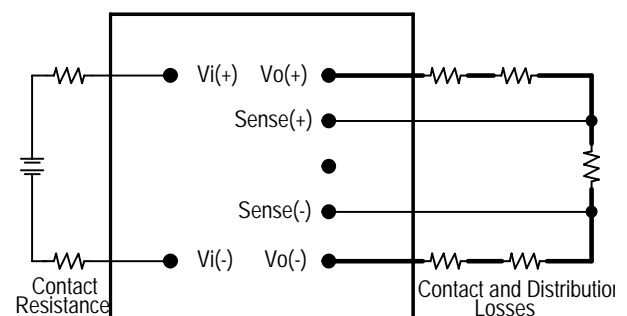 Vi(+) Vo(+)
Sense(+)
Sense(-)
Vi(-) Vo(-)
Contact
Resistance
Contact and Distribution
Losses